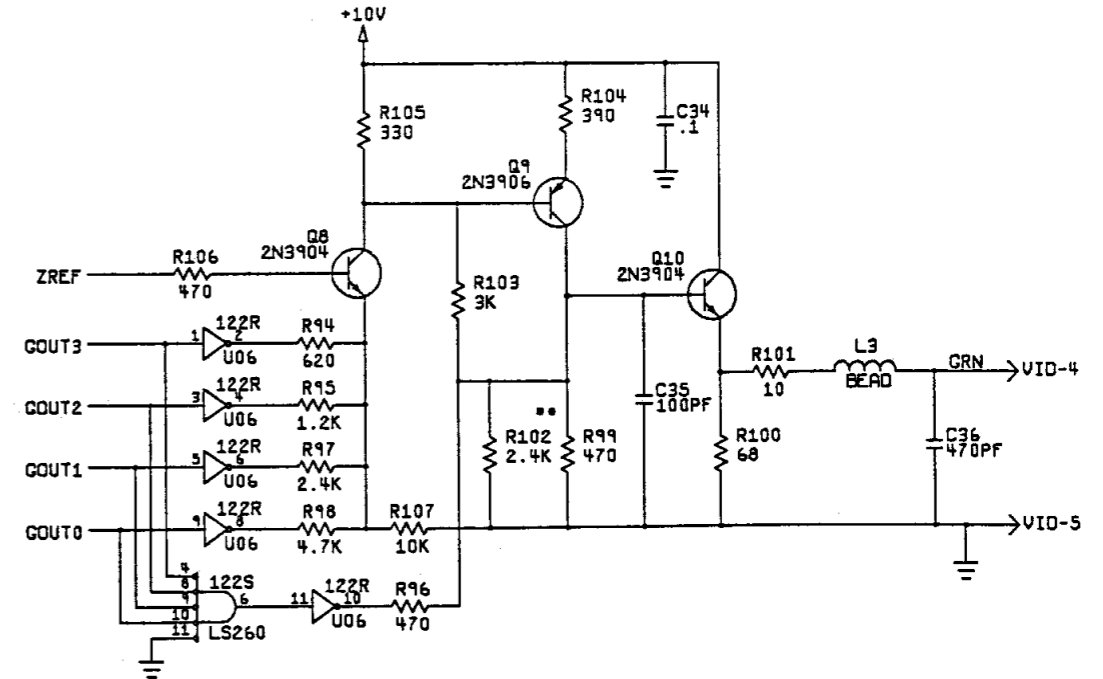 +10V
R105
330
R104
390
C34
.1
Q9
2N3906
Q8
2N3904
R106
470
ZREF
R103
3K
Q10
2N3904
GOUT3
1
122R
2
U06
R94
620
GOUT2
3
122R
4
U06
R95
1.2K
GOUT1
5
122R
6
U06
R97
2.4K
GOUT0
9
122R
8
U06
R98
4.7K
R107
10K
**
R102
2.4K
R99
470
C35
100PF
R101
10
L3
BEAD
GRN
VID-4
R100
68
C36
470PF
VID-5
4
8
9
10
11
122S
6
LS260
11
122R
10
U06
R96
470